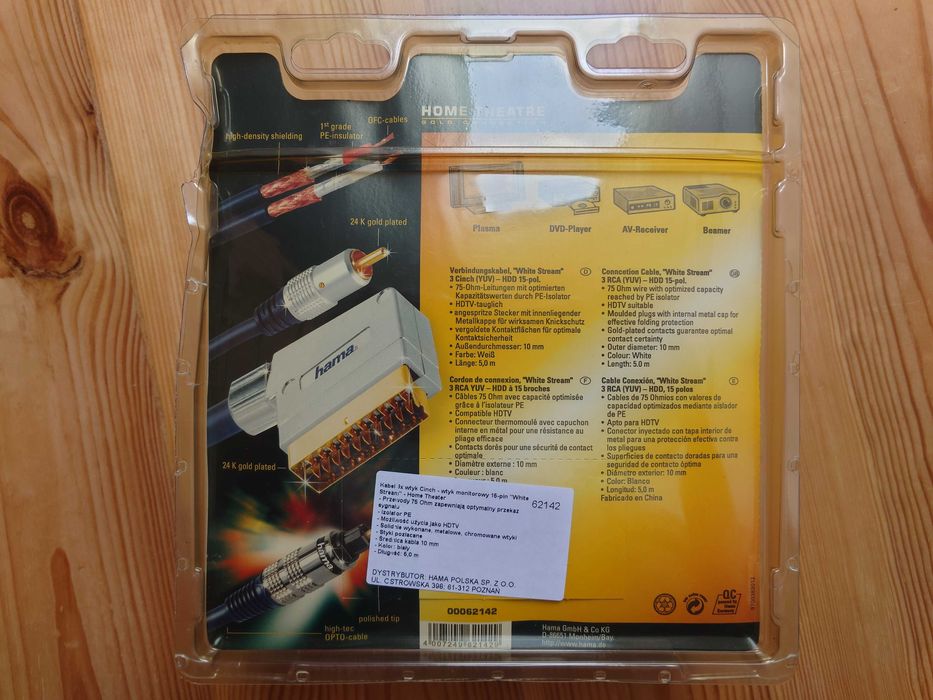 HOME THEATRE
OFC-cables
1st grade
PE-insulator
high-density shielding
24 K gold plated
hama®
24 K gold plated
hama
polished tip
high-tec
OPTO-cable
Plasma
DVD-Player
AV-Receiver
Beamer
Verbindungskabel, "White Stream" D
3 Cinch (YUV) – HDD 15-pol.
• 75-Ohm-Leitungen mit optimierten
Kapazitätswerten durch PE-Isolator
• HDTV-tauglich
• angespritze Stecker mit innenliegender
Metallkappe für wirksamen Knickschutz
• vergoldete Kontaktflächen für optimale
Kontaktsicherheit
• Außendurchmesser: 10 mm
• Farbe: Weiß
• Länge: 5,0 m
Conncetion Cable, "White Stream" GB
3 RCA (YUV) – HDD 15-pol.
• 75 Ohm wire with optimized capacity
reached by PE isolator
• HDTV suitable
• Moulded plugs with internal metal cap for
effective folding protection
• Gold-plated contacts guarantee optimal
contact certainty
• Outer diameter: 10 mm
• Colour: White
• Length: 5.0 m
Cordon de connexion, "White Stream" F
3 RCA YUV – HDD à 15 broches
• Câbles 75 Ohm avec capacité optimisée
grâce à l'isolateur PE
• Compatible HDTV
• Connecteur thermomoulé avec capuchon
interne en métal pour une résistance au
pliage efficace
• Contacts dorés pour une sécurité de contact
optimale
• Diamètre externe : 10 mm
• Couleur : blanc
5,0 m
Cable Conexión, "White Stream" E
3 RCA (YUV) – HDD, 15 polos
• Cables de 75 Ohmios con valores de
capacidad optimizados mediante aislador
de PE
• Apto para HDTV
• Conector inyectado con tapa interior de
metal para una protección efectiva contra
los pliegues
• Superficies de contacto doradas para una
seguridad de contacto óptima
• Diámetro exterior: 10 mm
• Color: Blanco
• Longitud: 5,0 m
Fabricado en China
Kabel 3x wtyk Cinch - wtyk monitorowy 15-pin "White
Stream" - Home Theater
62142
- Przewody 75 Ohm zapewniają optymalny przekaz
sygnału
- Izolator PE
- Możliwość użycia jako HDTV
- Solidnie wykonane, metalowe, chromowane wtyki
- Styki pozłacane
- Średnica kabla 10 mm
- Kolor: biały
- Długość: 5,0 m
DYSTRYBUTOR: HAMA POLSKA SP. Z O.O.
UL. OSTROWSKA 398; 61-312 POZNAŃ
00062142
4 007249 621429
Hama GmbH & Co KG
D-86651 Monheim/Bay.
http://www.hama.de
QC